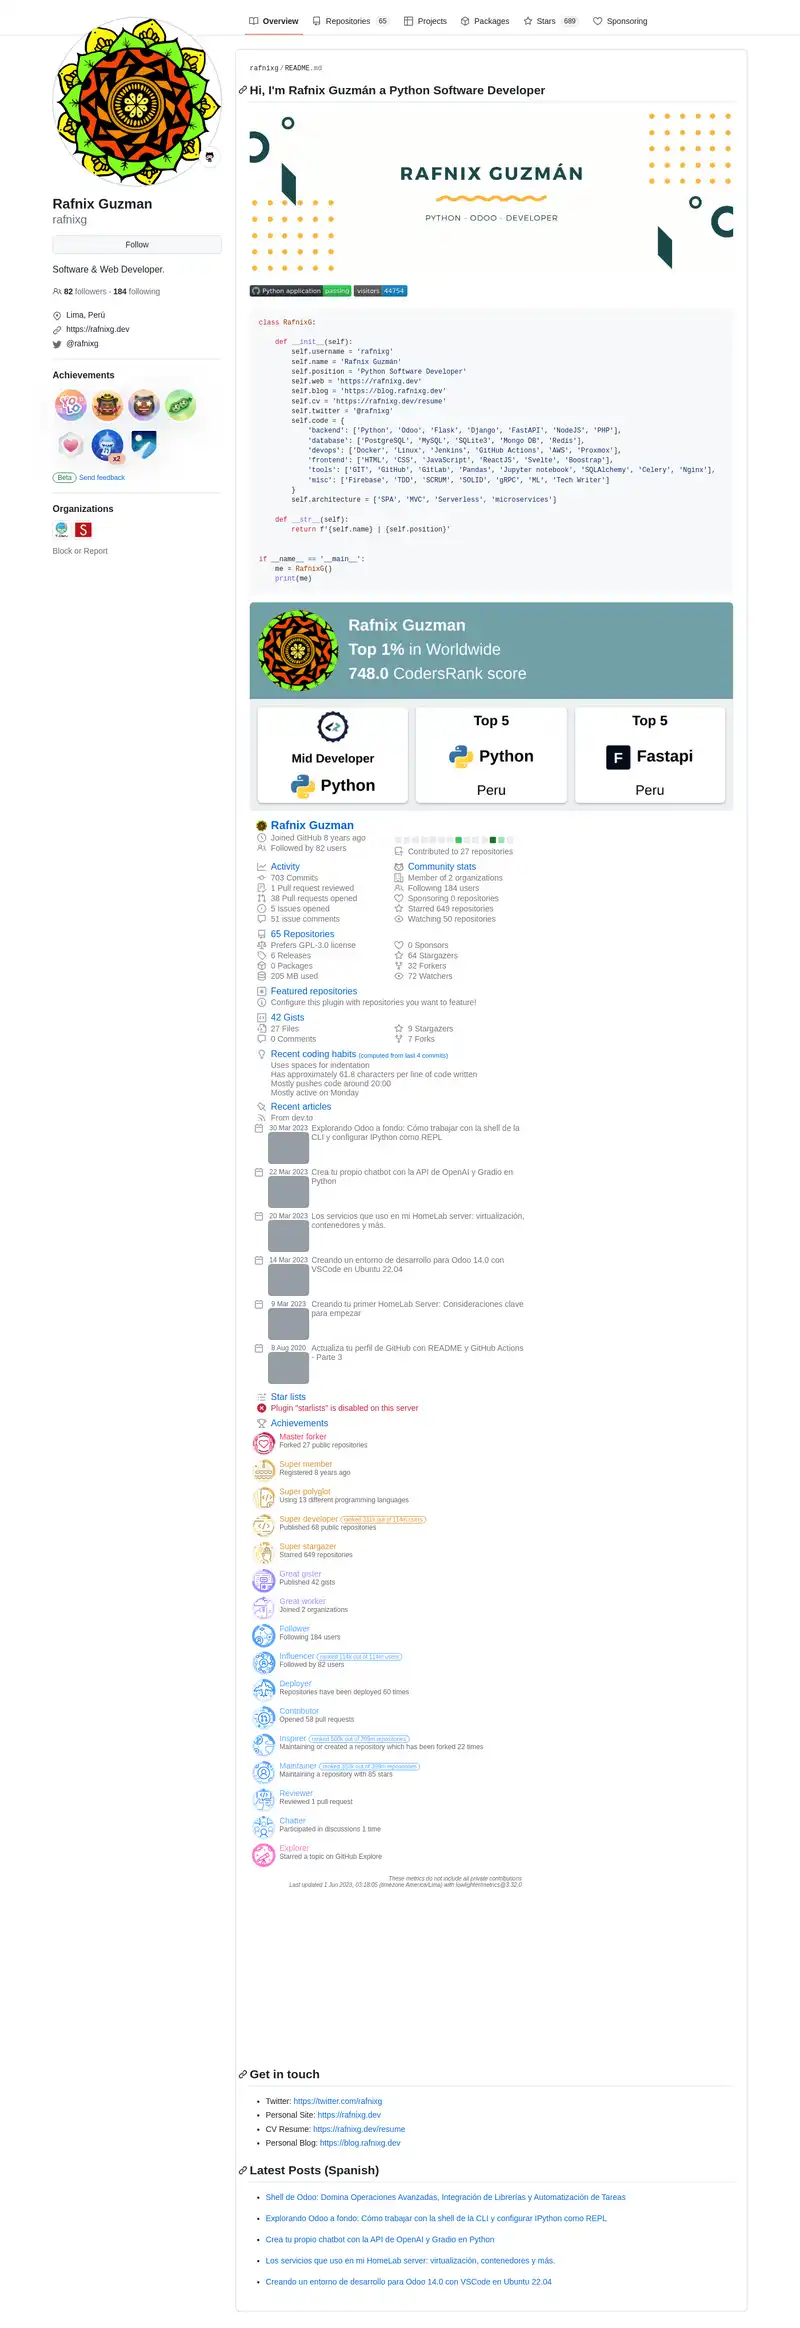 Overview
Repositories 65
Projects
Packages
Stars 689
Sponsoring
Rafnix Guzman
rafnixg
Follow
Software & Web Developer.
82 followers · 184 following
Lima, Perú
https://rafnixg.dev
@rafnixg
Achievements
YOLO
x2
Beta Send feedback
Organizations
Block or Report
rafnixg / README.md
Hi, I'm Rafnix Guzmán a Python Software Developer
RAFNIX GUZMÁN
PYTHON - ODOO - DEVELOPER
Python application passing
visitors 44754
class RafnixG:
def __init__(self):
self.username = 'rafnixg'
self.name = 'Rafnix Guzmán'
self.position = 'Python Software Developer'
self.web = 'https://rafnixg.dev'
self.blog = 'https://blog.rafnixg.dev'
self.cv = 'https://rafnixg.dev/resume'
self.twitter = '@rafnixg'
self.code = {
'backend': ['Python', 'Odoo', 'Flask', 'Django', 'FastAPI', 'NodeJS', 'PHP'],
'database': ['PostgreSQL', 'MySQL', 'SQLite3', 'Mongo DB', 'Redis'],
'devops': ['Docker', 'Linux', 'Jenkins', 'GitHub Actions', 'AWS', 'Proxmox'],
'frontend': ['HTML', 'CSS', 'JavaScript', 'ReactJS', 'Svelte', 'Boostrap'],
'tools': ['GIT', 'GitHub', 'GitLab', 'Pandas', 'Jupyter notebook', 'SQLAlchemy', 'Celery', 'Nginx'],
'misc': ['Firebase', 'TDD', 'SCRUM', 'SOLID', 'gRPC', 'ML', 'Tech Writer']
}
self.architecture = ['SPA', 'MVC', 'Serverless', 'microservices']
def __str__(self):
return f'{self.name} | {self.position}'
if __name__ == '__main__':
me = RafnixG()
print(me)
Rafnix Guzman
Top 1% in Worldwide
748.0 CodersRank score
Mid Developer
Python
Top 5
Python
Peru
Top 5
F Fastapi
Peru
Rafnix Guzman
Joined GitHub 8 years ago
Followed by 82 users
Contributed to 27 repositories
Activity
703 Commits
1 Pull request reviewed
38 Pull requests opened
5 Issues opened
51 issue comments
Community stats
Member of 2 organizations
Following 184 users
Sponsoring 0 repositories
Starred 649 repositories
Watching 50 repositories
65 Repositories
Prefers GPL-3.0 license
6 Releases
0 Packages
205 MB used
0 Sponsors
64 Stargazers
32 Forkers
72 Watchers
Featured repositories
Configure this plugin with repositories you want to feature!
42 Gists
27 Files
0 Comments
9 Stargazers
7 Forks
Recent coding habits (computed from last 4 commits)
Uses spaces for indentation
Has approximately 61.8 characters per line of code written
Mostly pushes code around 20:00
Mostly active on Monday
Recent articles
From dev.to
30 Mar 2023 Explorando Odoo a fondo: Cómo trabajar con la shell de la
CLI y configurar IPython como REPL
22 Mar 2023 Crea tu propio chatbot con la API de OpenAI y Gradio en
Python
20 Mar 2023 Los servicios que uso en mi HomeLab server: virtualización,
contenedores y más.
14 Mar 2023 Creando un entorno de desarrollo para Odoo 14.0 con
VSCode en Ubuntu 22.04
9 Mar 2023 Creando tu primer HomeLab Server: Consideraciones clave
para empezar
8 Aug 2020 Actualiza tu perfil de GitHub con README y GitHub Actions
- Parte 3
Star lists
Plugin "starlists" is disabled on this server
Achievements
Master forker
Forked 27 public repositories
Super member
Registered 8 years ago
Super polyglot
Using 13 different programming languages
Super developer
Published 68 public repositories
Super stargazer
Starred 649 repositories
Great gister
Published 42 gists
Great worker
Joined 2 organizations
Follower
Following 184 users
Influencer ranked 114k out of 114m users
Followed by 82 users
Deployer
Repositories have been deployed 60 times
Contributor
Opened 58 pull requests
Inspirer
Maintaining or created a repository which has been forked 22 times
Maintainer
Maintaining a repository with 85 stars
Reviewer
Reviewed 1 pull request
Chatter
Participated in discussions 1 time
Explorer
Starred a topic on GitHub Explore
These metrics do not include all private contributions
Last updated 1 Jun 2023, 03:18:05 (timezone America/Lima) with lowlighter/metrics@3.32.0
Get in touch
Twitter: https://twitter.com/rafnixg
Personal Site: https://rafnixg.dev
CV Resume: https://rafnixg.dev/resume
Personal Blog: https://blog.rafnixg.dev
Latest Posts (Spanish)
Shell de Odoo: Domina Operaciones Avanzadas, Integración de Librerías y Automatización de Tareas
Explorando Odoo a fondo: Cómo trabajar con la shell de la CLI y configurar IPython como REPL
Crea tu propio chatbot con la API de OpenAI y Gradio en Python
Los servicios que uso en mi HomeLab server: virtualización, contenedores y más.
Creando un entorno de desarrollo para Odoo 14.0 con VSCode en Ubuntu 22.04